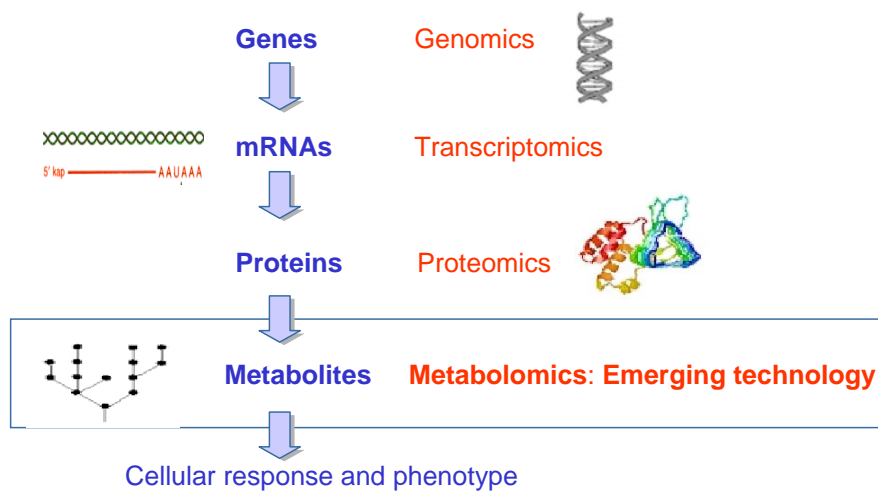 Genes Genomics
mRNAs Transcriptomics
5' kap AAUAAA
Proteins Proteomics
Metabolites Metabolomics: Emerging technology
Cellular response and phenotype